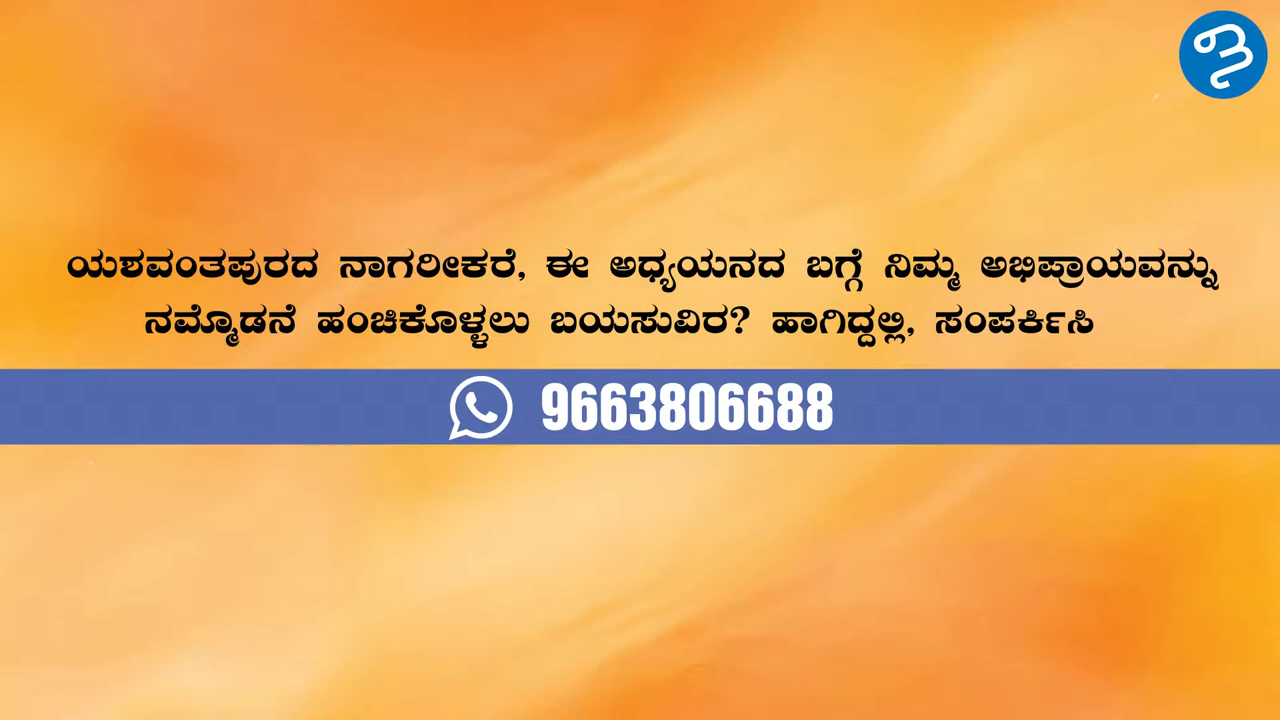 ಯಶವಂತಪುರದ ನಾಗರೀಕರೆ, ಈ ಅಧ್ಯಯನದ ಬಗ್ಗೆ ನಿಮ್ಮ ಅಭಿಪ್ರಾಯವನ್ನು
ನಮ್ಮೊಡನೆ ಹಂಚಿಕೊಳ್ಳಲು ಬಯಸುವಿರ? ಹಾಗಿದ್ದಲ್ಲಿ, ಸಂಪರ್ಕಿಸಿ
9663806688